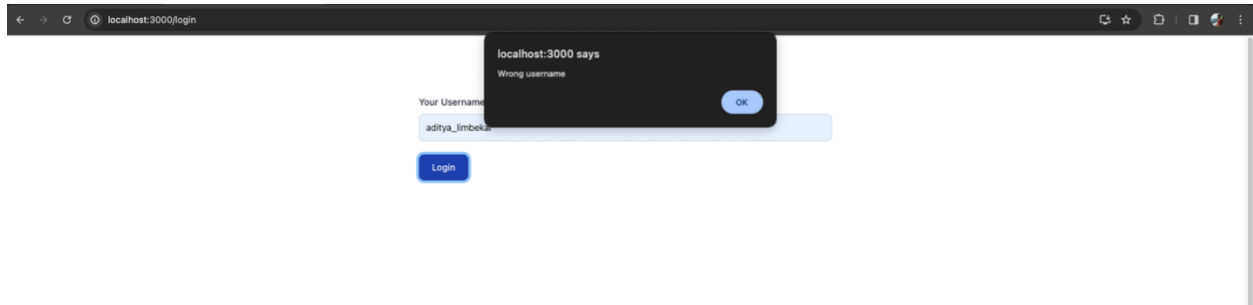 localhost:3000/login
localhost:3000 says
Wrong username
OK
Your Username
aditya_limbekar
Login